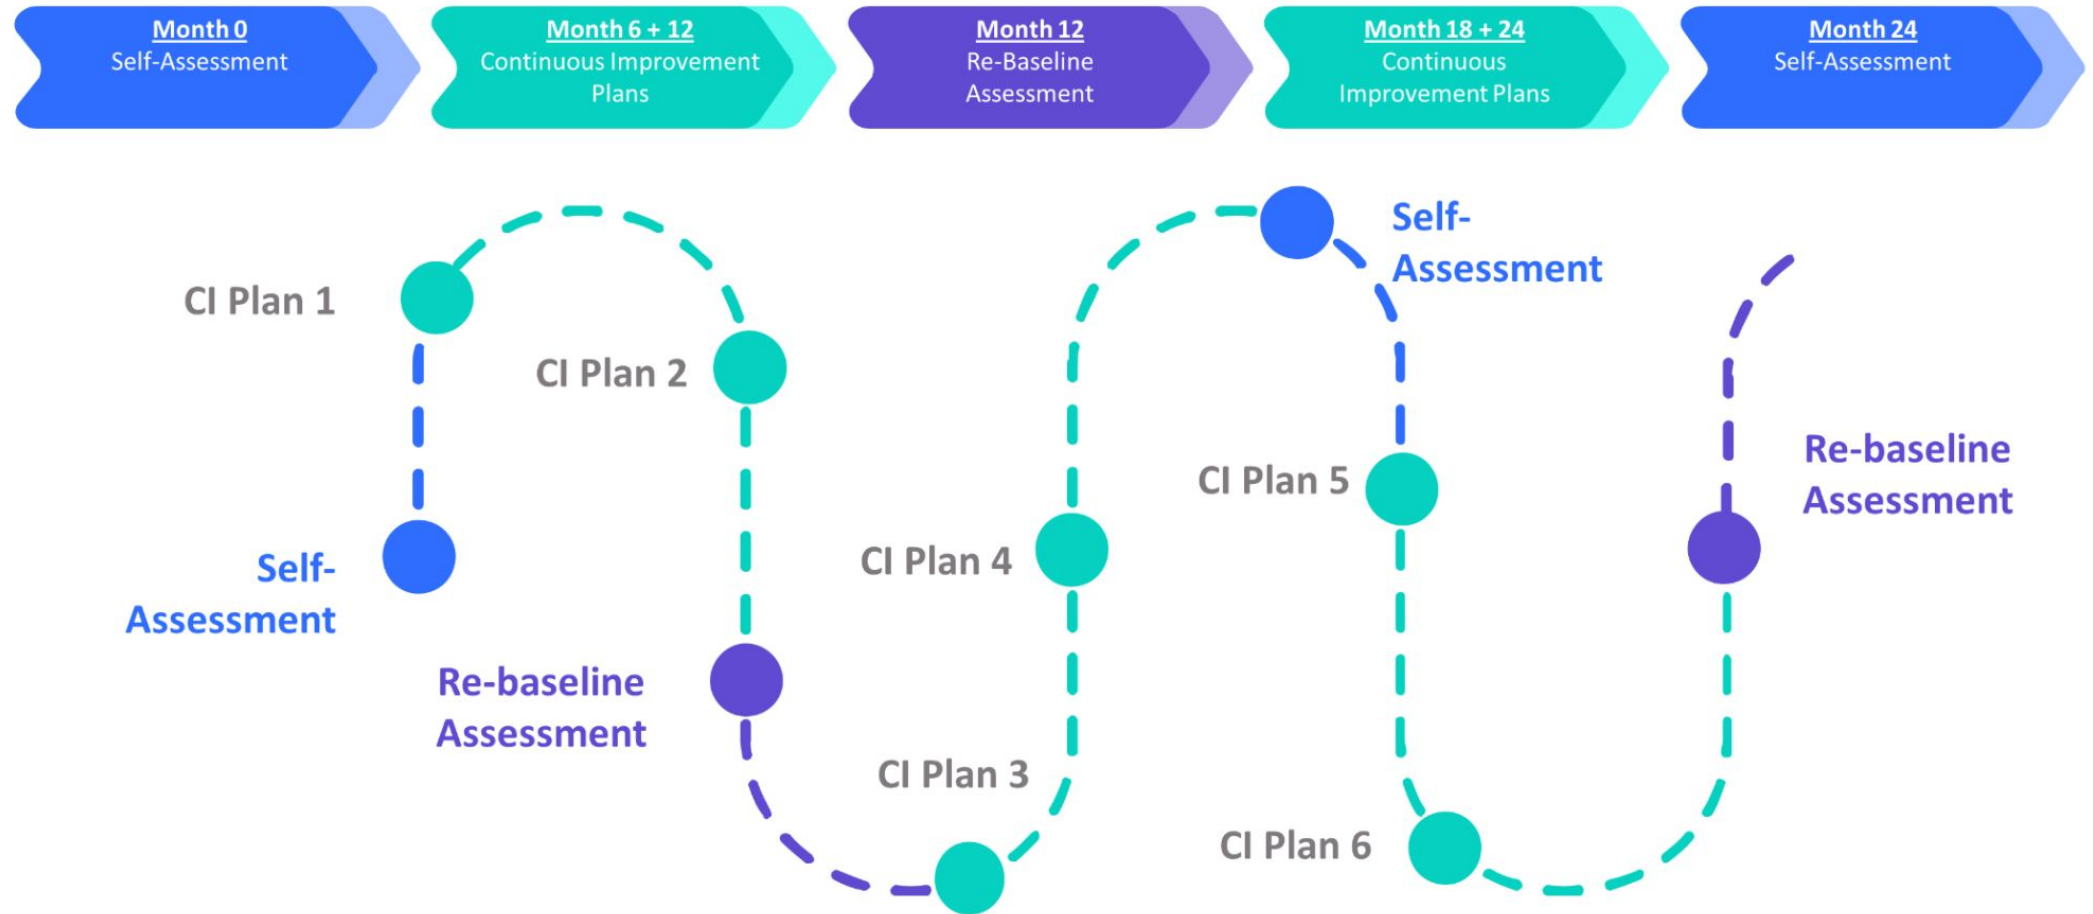 Month 0
Self-Assessment
Month 6 + 12
Continuous Improvement
Plans
Month 12
Re-Baseline
Assessment
Month 18 + 24
Continuous
Improvement Plans
Month 24
Self-Assessment
CI Plan 1
Self-
Assessment
CI Plan 2
Re-baseline
Assessment
CI Plan 3
CI Plan 4
Self-
Assessment
CI Plan 5
CI Plan 6
Re-baseline
Assessment